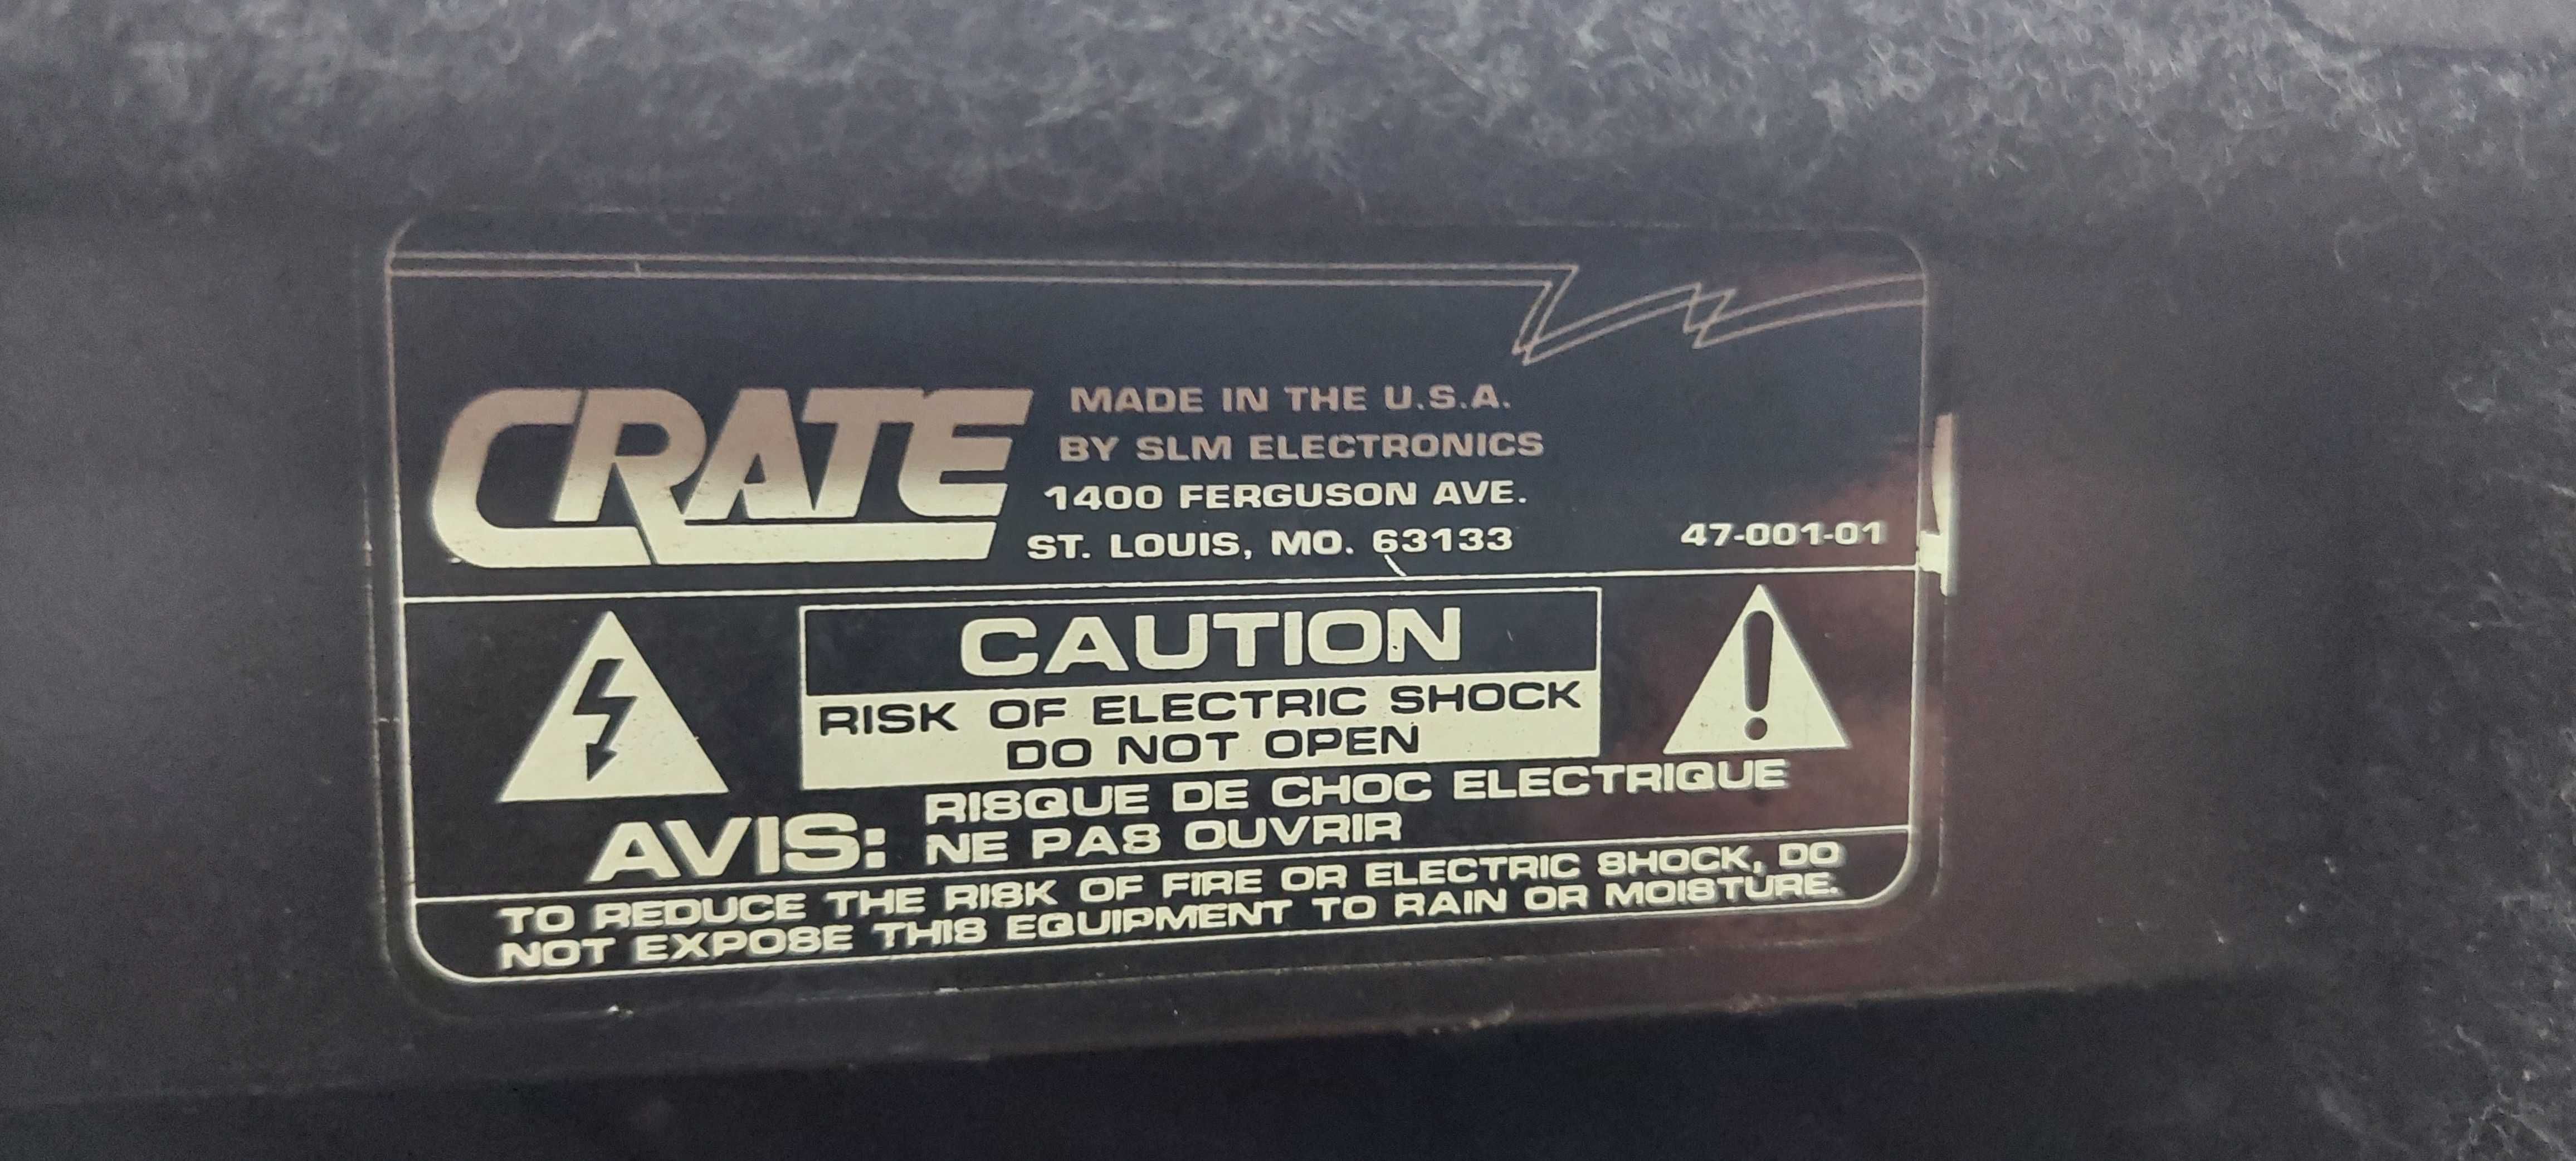 CRATE
MADE IN THE U.S.A.
BY SLM ELECTRONICS
1400 FERGUSON AVE.
ST. LOUIS, MO. 63133
47-001-01
CAUTION
RISK OF ELECTRIC SHOCK
DO NOT OPEN
AVIS:
RISQUE DE CHOC ELECTRIQUE
NE PAS OUVRIR
TO REDUCE THE RISK OF FIRE OR ELECTRIC SHOCK, DO
NOT EXPOSE THIS EQUIPMENT TO RAIN OR MOISTURE.